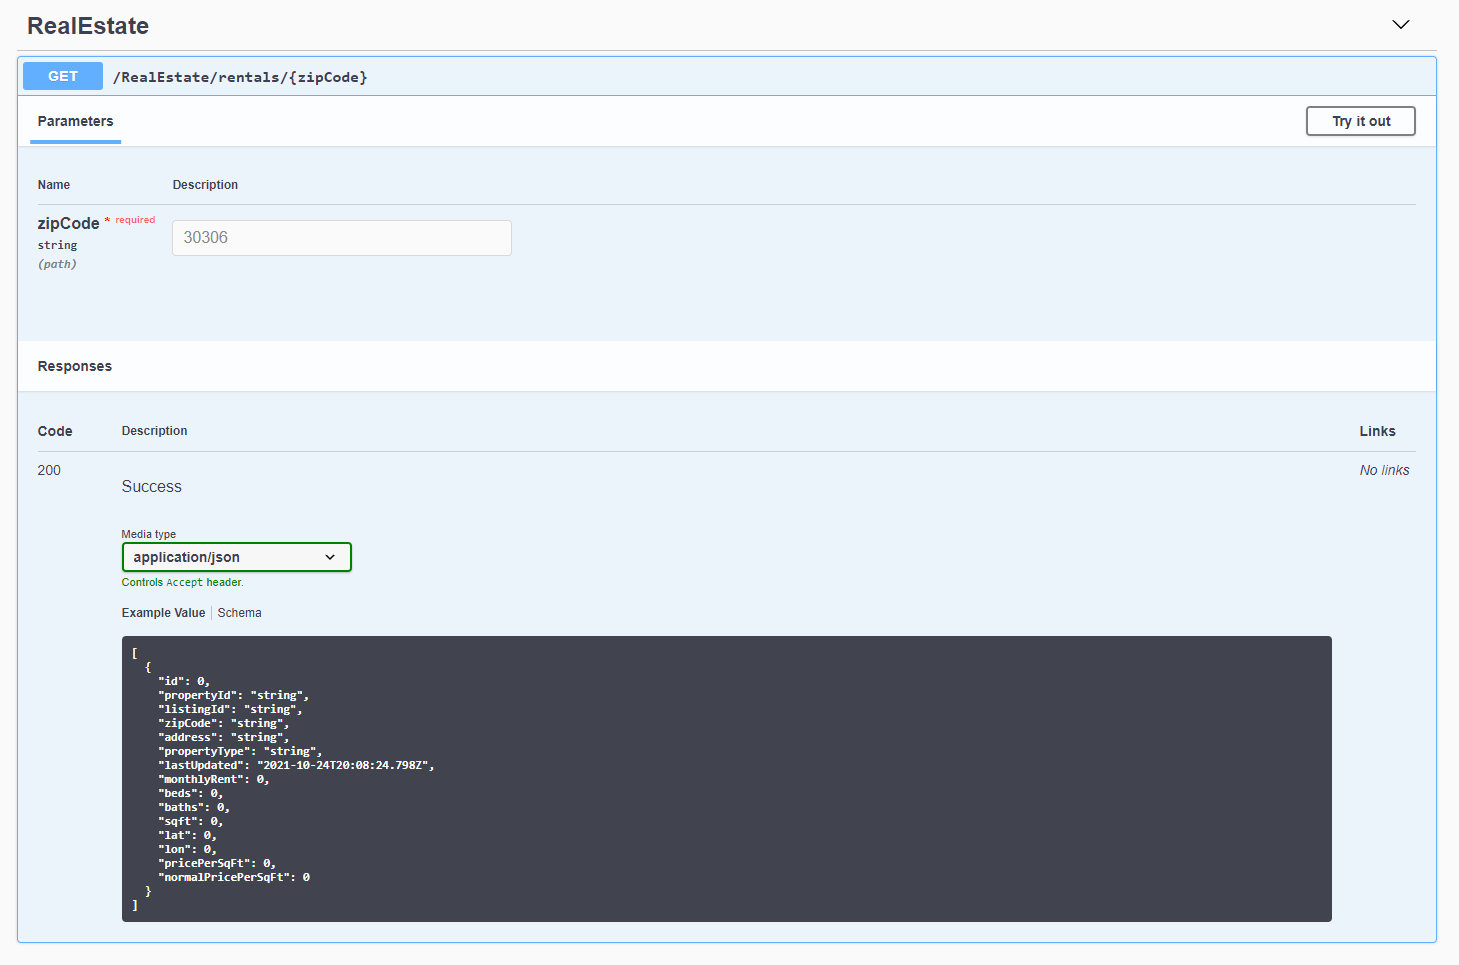 RealEstate
GET /RealEstate/rentals/{zipCode}
Parameters
Try it out
Name Description
zipCode * required
string
(path)
30306
Responses
Code Description Links
200
Success
No links
Media type
application/json
Controls Accept header.
Example Value | Schema
[
  {
    "id": 0,
    "propertyId": "string",
    "listingId": "string",
    "zipCode": "string",
    "address": "string",
    "propertyType": "string",
    "lastUpdated": "2021-10-24T20:08:24.798Z",
    "monthlyRent": 0,
    "beds": 0,
    "baths": 0,
    "sqft": 0,
    "lat": 0,
    "lon": 0,
    "pricePerSqFt": 0,
    "normalPricePerSqFt": 0
  }
]